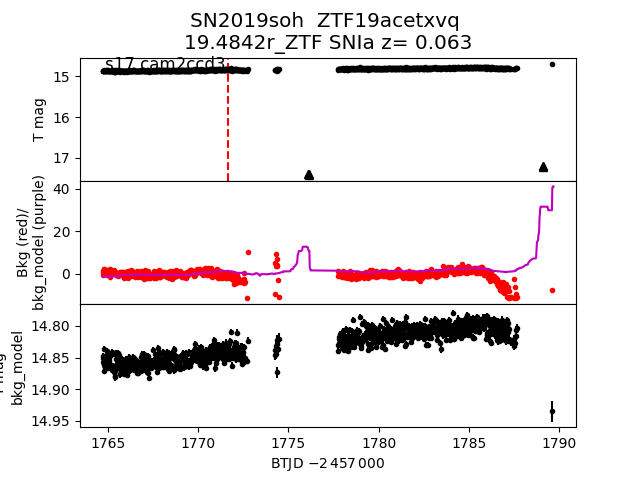 SN2019soh ZTF19acetxvq
19.4842r_ZTF SNIa z= 0.063
s17 cam2ccd3
15
16
17
T mag
40
20
0
Bkg (red)/
bkg_model (purple)
14.80
14.85
14.90
14.95
bkg_model
1765
1770
1775
1780
1785
1790
BTJD −2 457 000